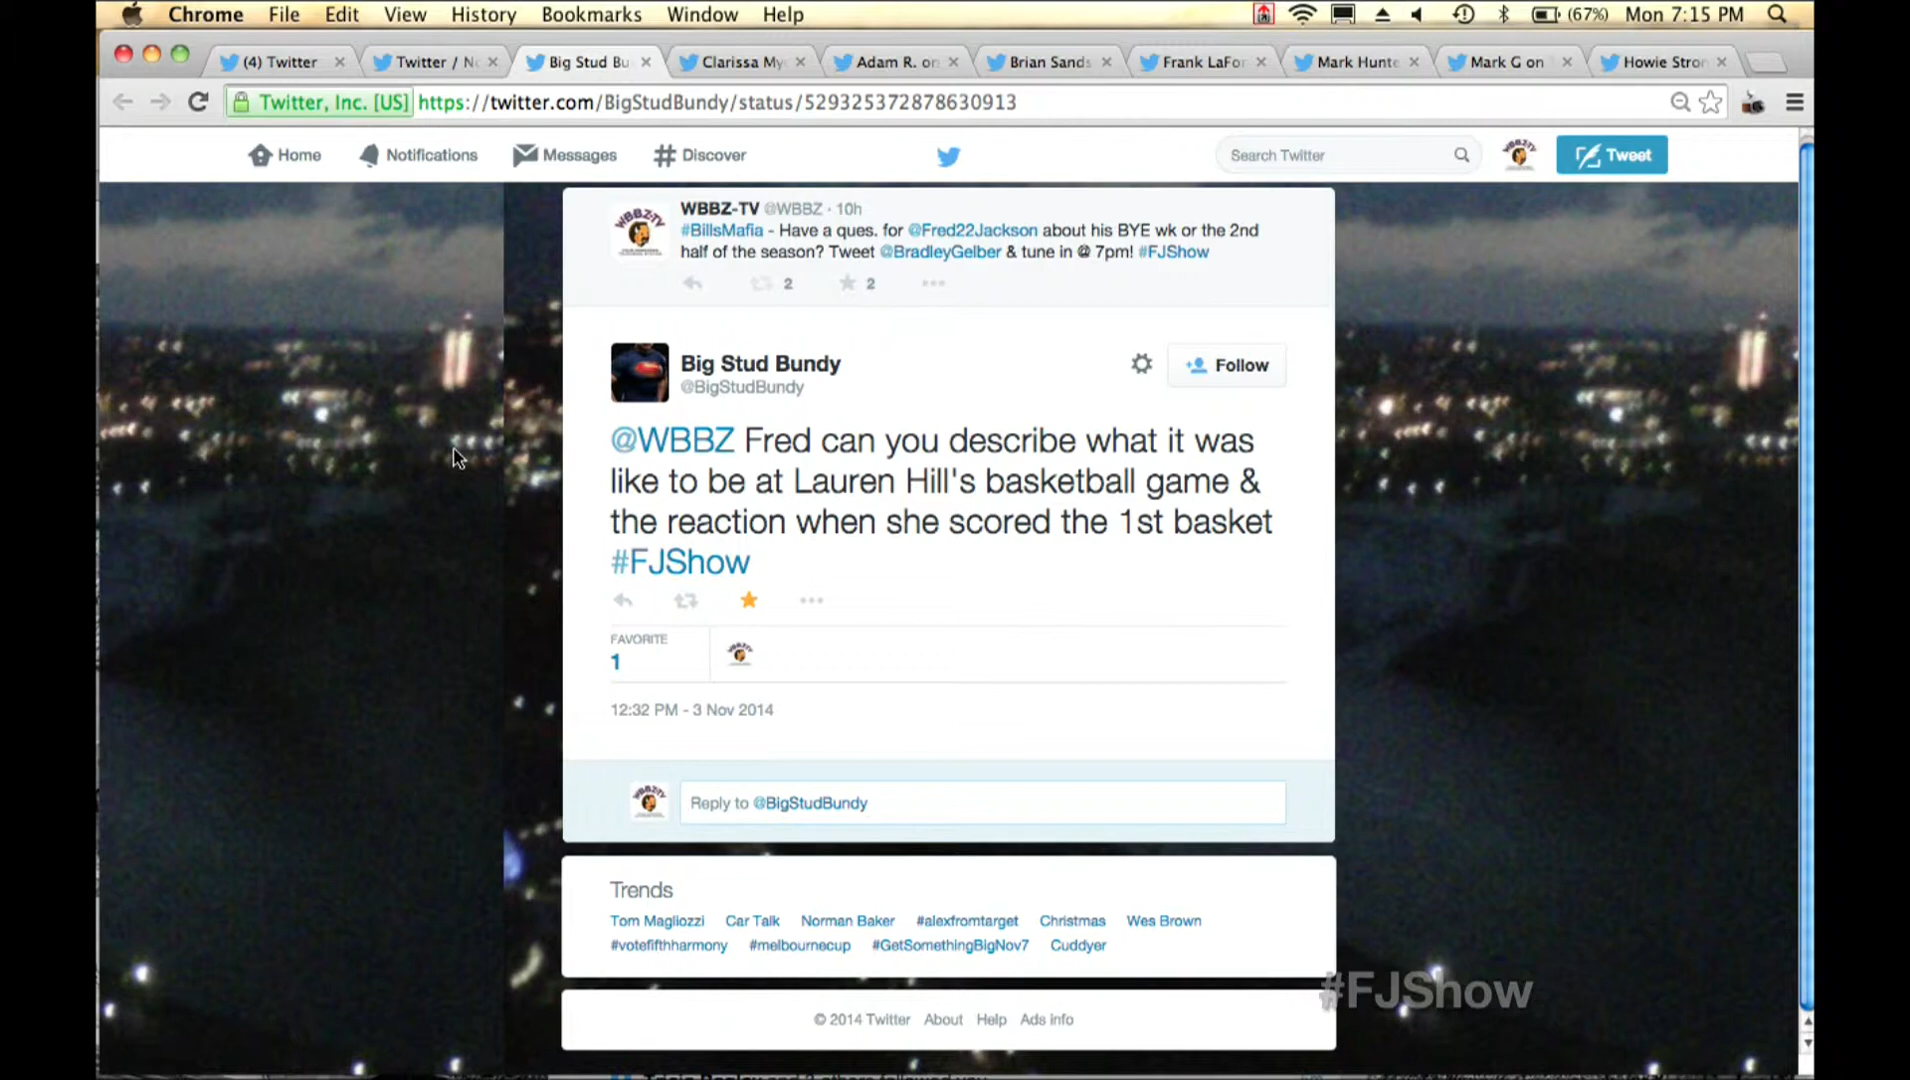 Chrome File Edit View History Bookmarks Window Help (67%) Mon 7:15 PM
(4) Twitter Twitter / No Big Stud Bu Clarissa My Adam R. on Brian Sands Frank LaFo Mark Hunte Mark G on Howie Stro
Twitter, Inc. [US] https://twitter.com/BigStudBundy/status/529325372878630913
Home Notifications Messages Discover Search Twitter Tweet
WBBZ-TV @WBBZ · 10h
#BillsMafia - Have a ques. for @Fred22Jackson about his BYE wk or the 2nd
half of the season? Tweet @BradleyGelber & tune in @ 7pm! #FJShow
2 2
Big Stud Bundy
@BigStudBundy
Follow
@WBBZ Fred can you describe what it was
like to be at Lauren Hill's basketball game &
the reaction when she scored the 1st basket
#FJShow
FAVORITE
1
12:32 PM - 3 Nov 2014
Reply to @BigStudBundy
Trends
Tom Magliozzi Car Talk Norman Baker #alexfromtarget Christmas Wes Brown
#votefifthharmony #melbournecup #GetSomethingBigNov7 Cuddyer
#FJShow
© 2014 Twitter About Help Ads info